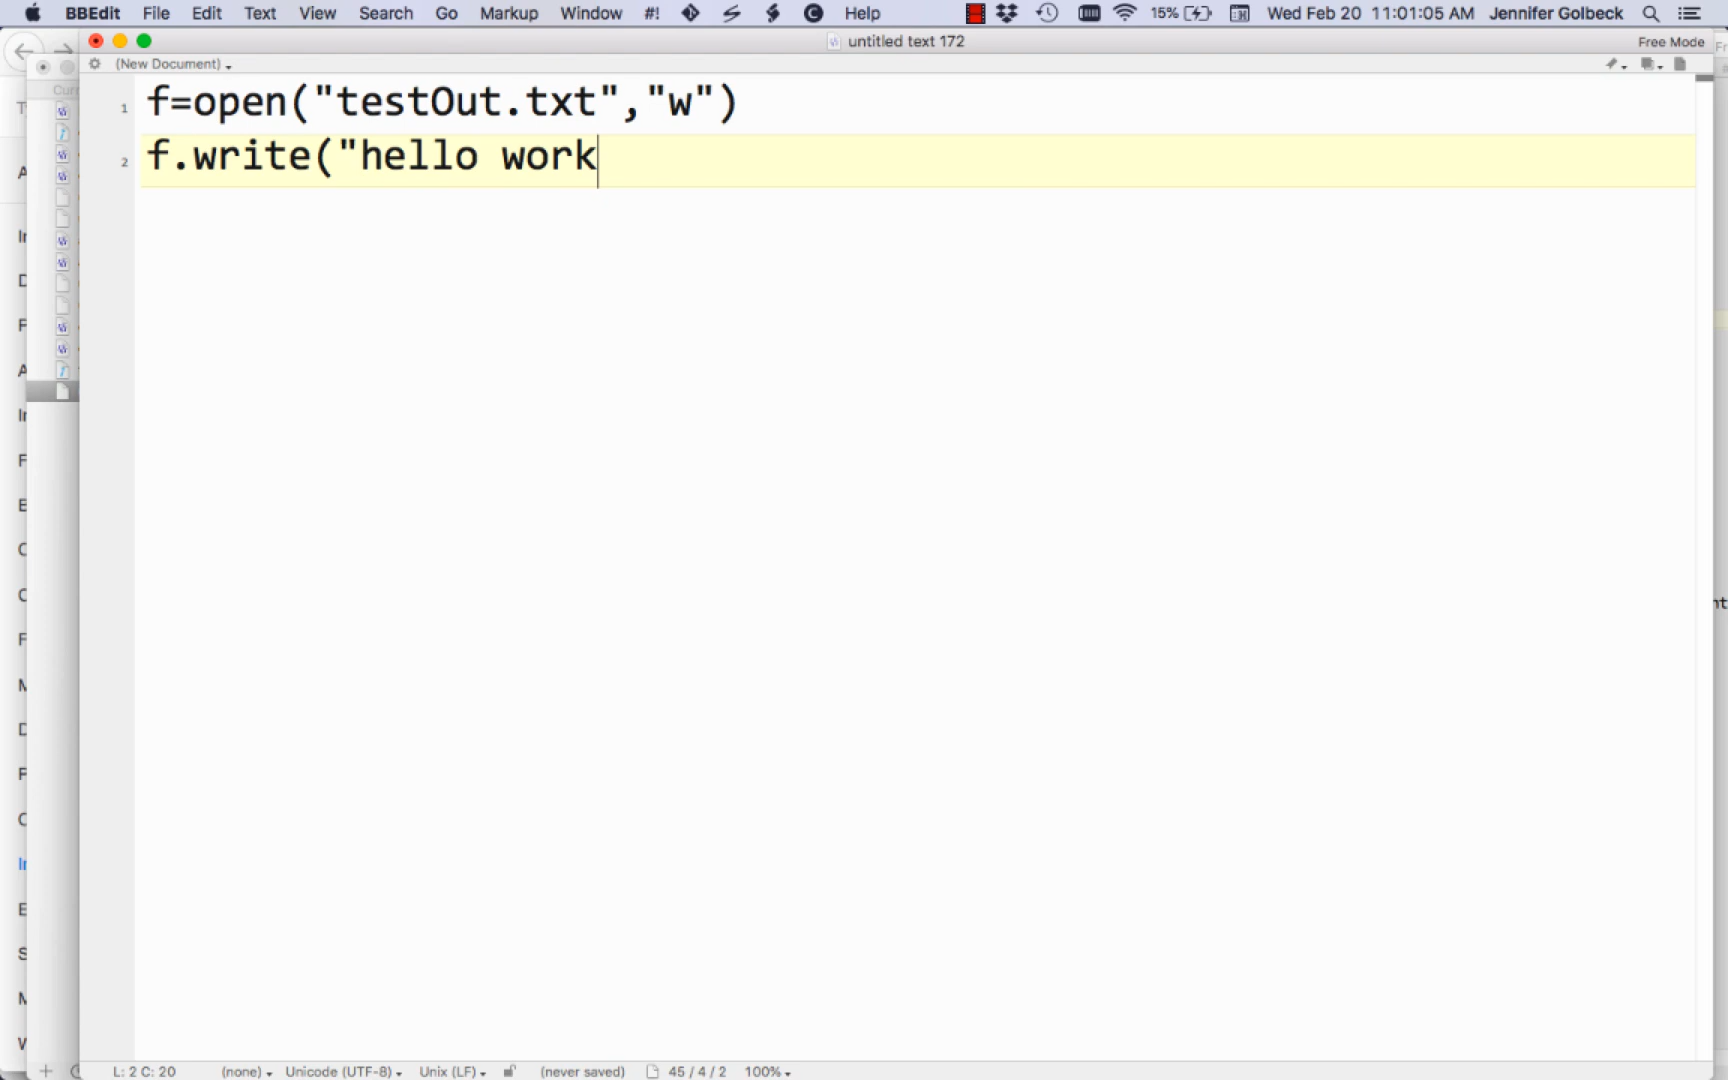 BBEdit File Edit Text View Search Go Markup Window #! Help 15% Wed Feb 20 11:01:05 AM Jennifer Golbeck
untitled text 172 Free Mode
(New Document)
1 f=open("testOut.txt","w")
2 f.write("hello work
L: 2 C: 20 (none) Unicode (UTF-8) Unix (LF) (never saved) 45 / 4 / 2 100%